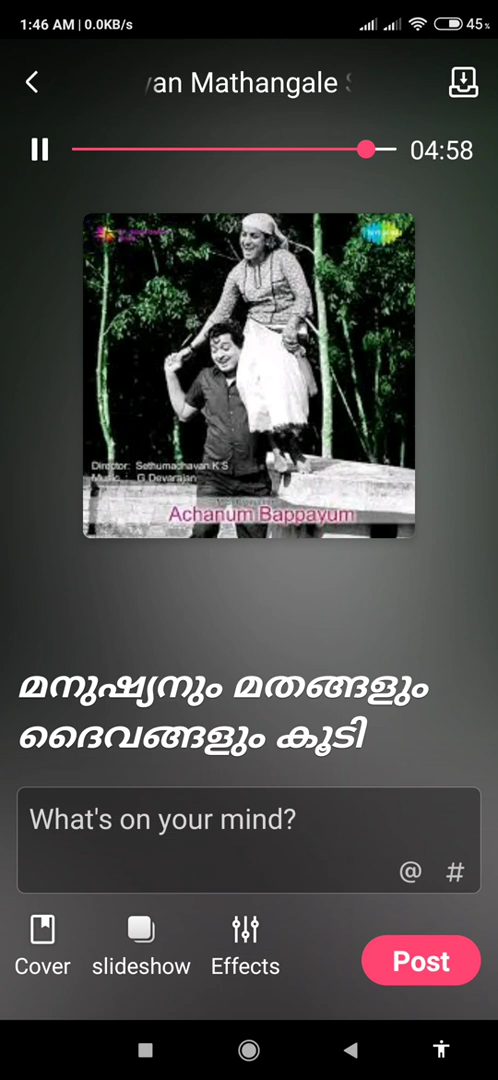 1:46 AM | 0.0KB/s
45%
an Mathangale
04:58
Director: Sethumadhavan K S
Music : G Devarajan
Achanum Bappayum
മനുഷ്യനും മതങ്ങളും
ദൈവങ്ങളും കൂടി
What's on your mind?
@ #
Cover slideshow Effects
Post